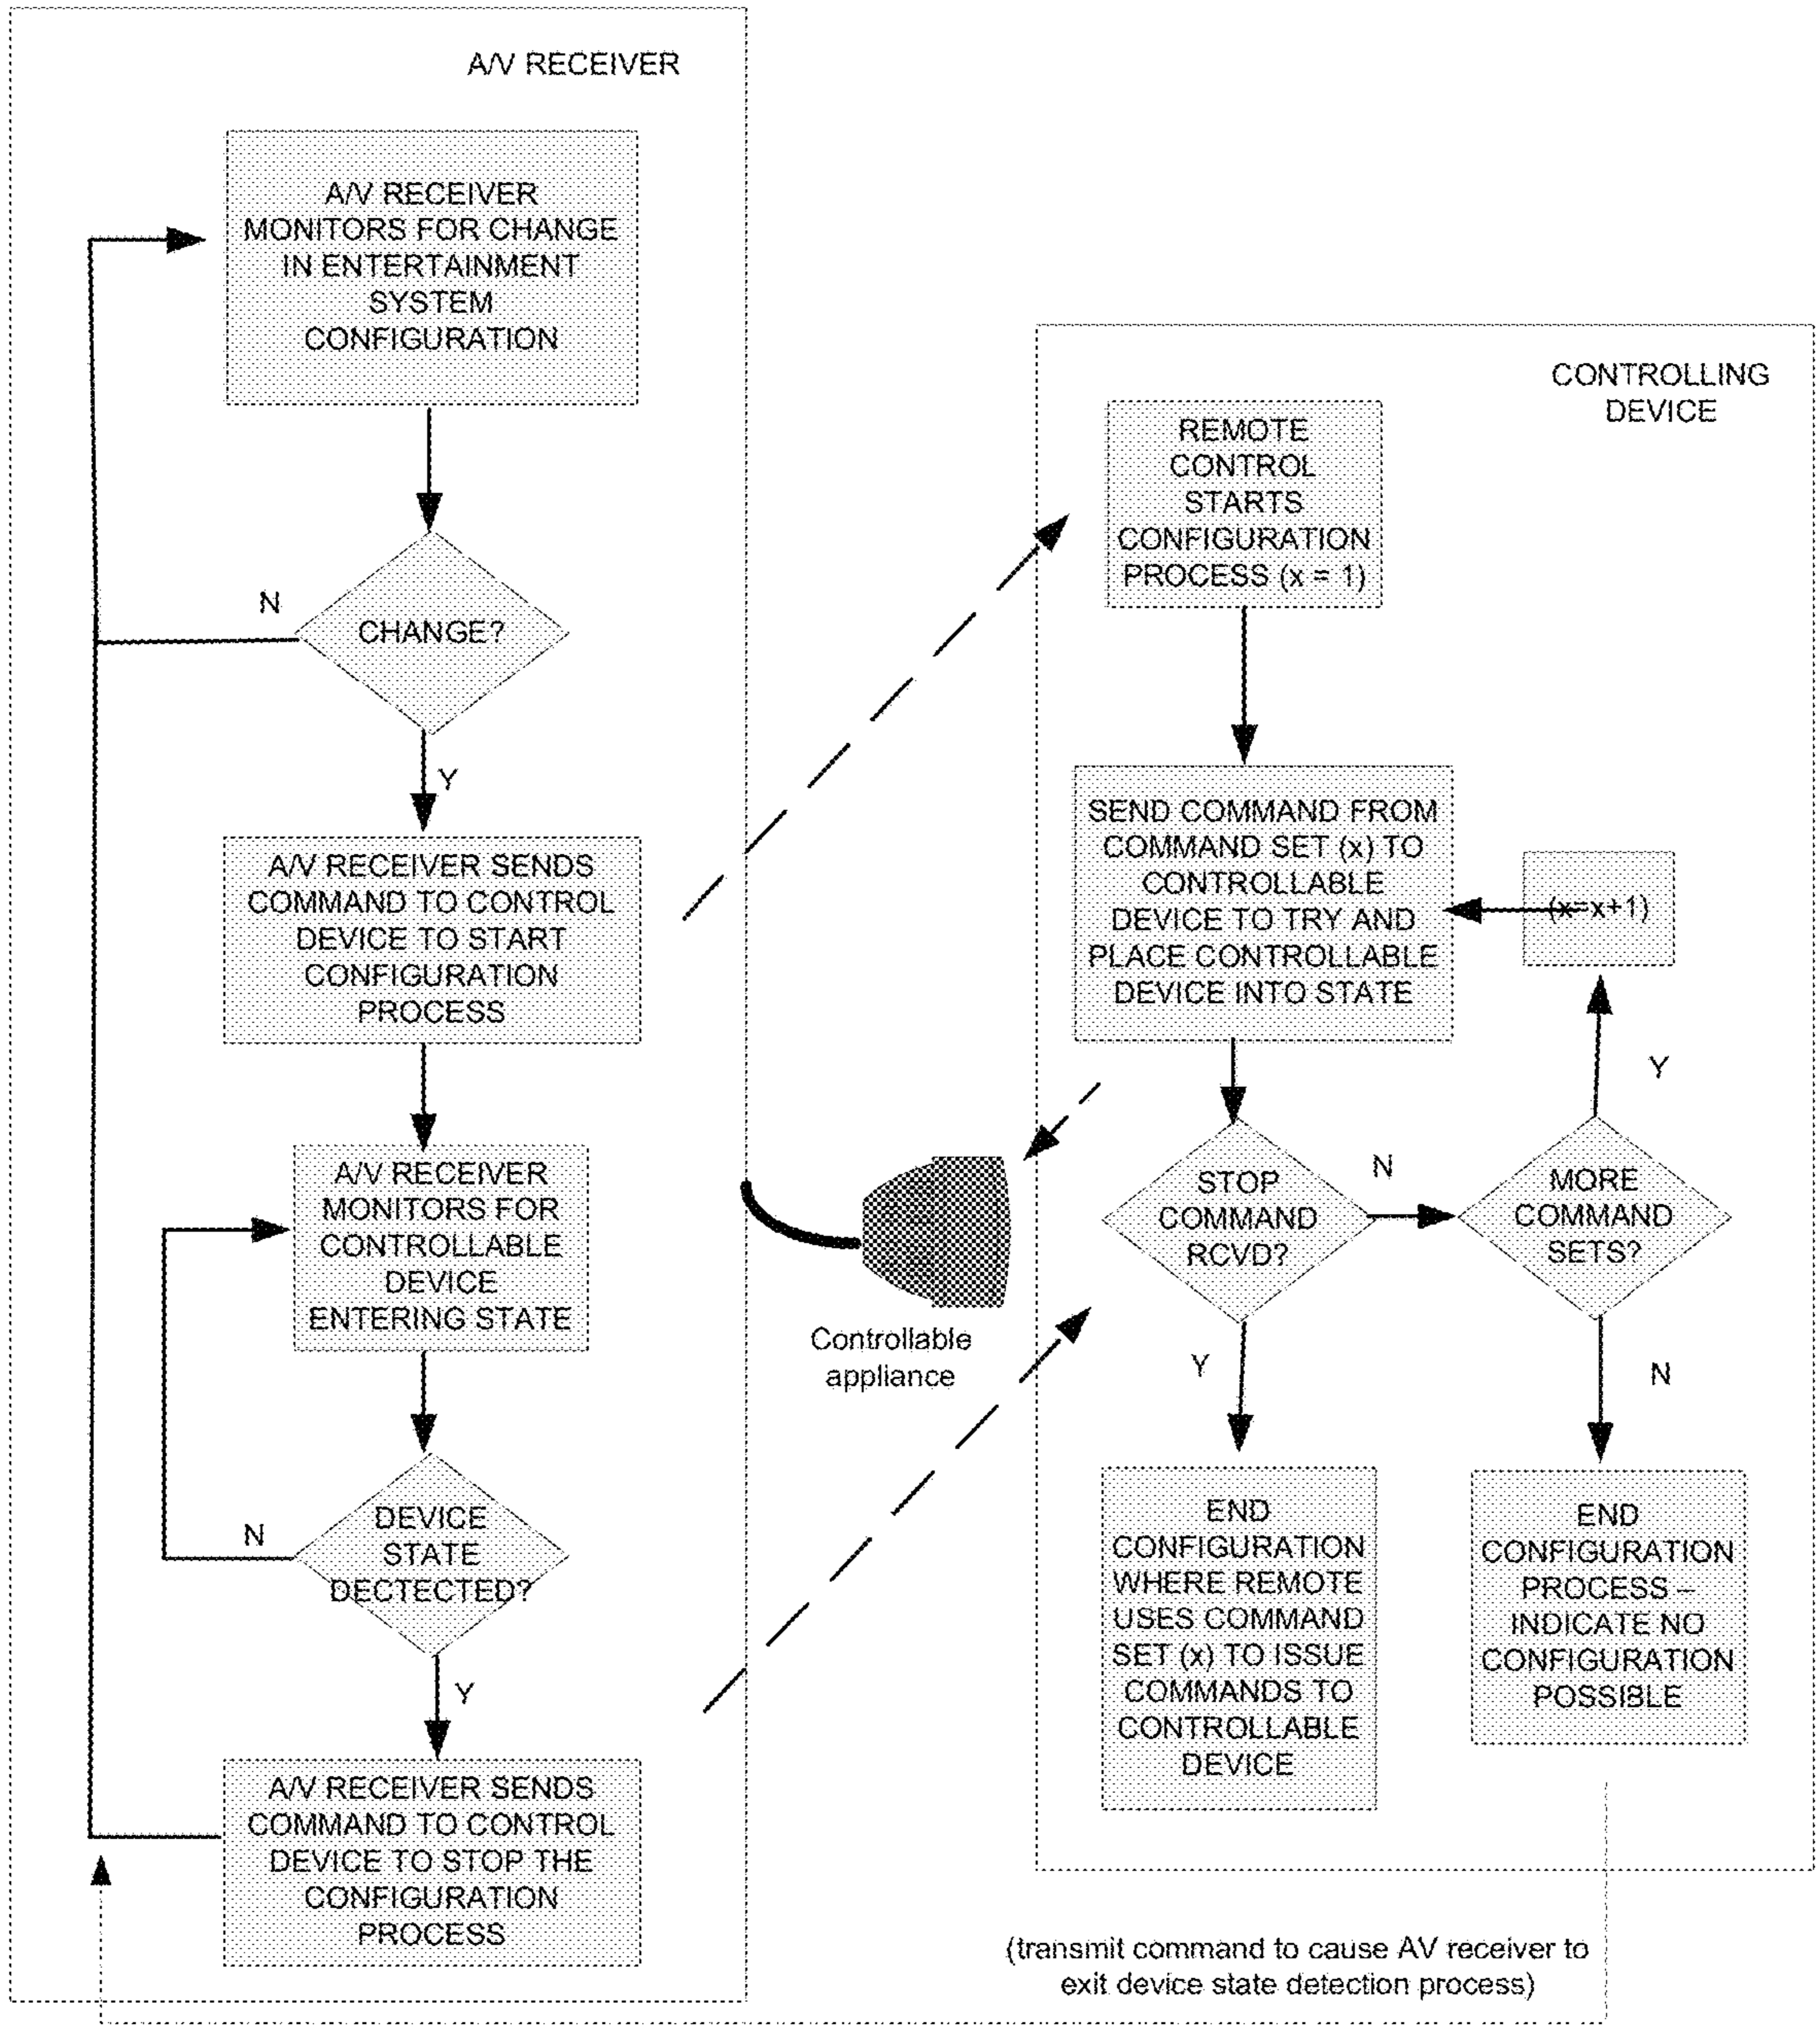 A/V RECEIVER
A/V RECEIVER
MONITORS FOR CHANGE
IN ENTERTAINMENT
SYSTEM
CONFIGURATION
CHANGE?
N
Y
A/V RECEIVER SENDS
COMMAND TO CONTROL
DEVICE TO START
CONFIGURATION
PROCESS
A/V RECEIVER
MONITORS FOR
CONTROLLABLE
DEVICE
ENTERING STATE
DEVICE
STATE
DECTECTED?
N
Y
A/V RECEIVER SENDS
COMMAND TO CONTROL
DEVICE TO STOP THE
CONFIGURATION
PROCESS
Controllable
appliance
CONTROLLING
DEVICE
REMOTE
CONTROL
STARTS
CONFIGURATION
PROCESS (x = 1)
SEND COMMAND FROM
COMMAND SET (x) TO
CONTROLLABLE
DEVICE TO TRY AND
PLACE CONTROLLABLE
DEVICE INTO STATE
(x=x+1)
Y
STOP
COMMAND
RCVD?
N
MORE
COMMAND
SETS?
Y
N
END
CONFIGURATION
WHERE REMOTE
USES COMMAND
SET (x) TO ISSUE
COMMANDS TO
CONTROLLABLE
DEVICE
END
CONFIGURATION
PROCESS –
INDICATE NO
CONFIGURATION
POSSIBLE
(transmit command to cause AV receiver to
exit device state detection process)